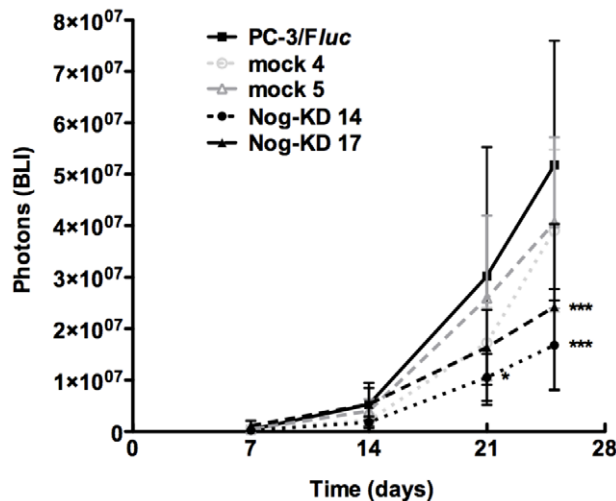 8×10⁰⁷
7×10⁰⁷
6×10⁰⁷
5×10⁰⁷
4×10⁰⁷
3×10⁰⁷
2×10⁰⁷
1×10⁰⁷
0
Photons (BLI)
PC-3/Fluc
mock 4
mock 5
Nog-KD 14
Nog-KD 17
***
***
*
0 7 14 21 28
Time (days)